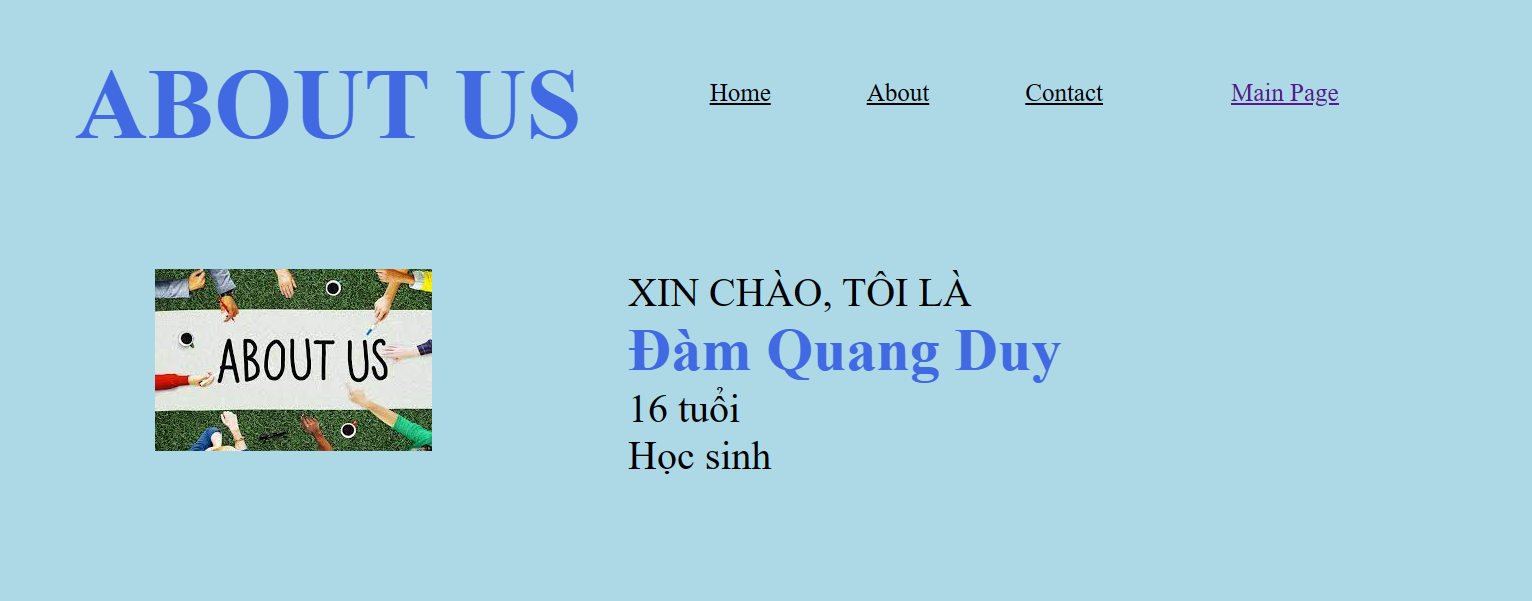 ABOUT US
Home About Contact Main Page
ABOUT US
XIN CHÀO, TÔI LÀ
Đàm Quang Duy
16 tuổi
Học sinh